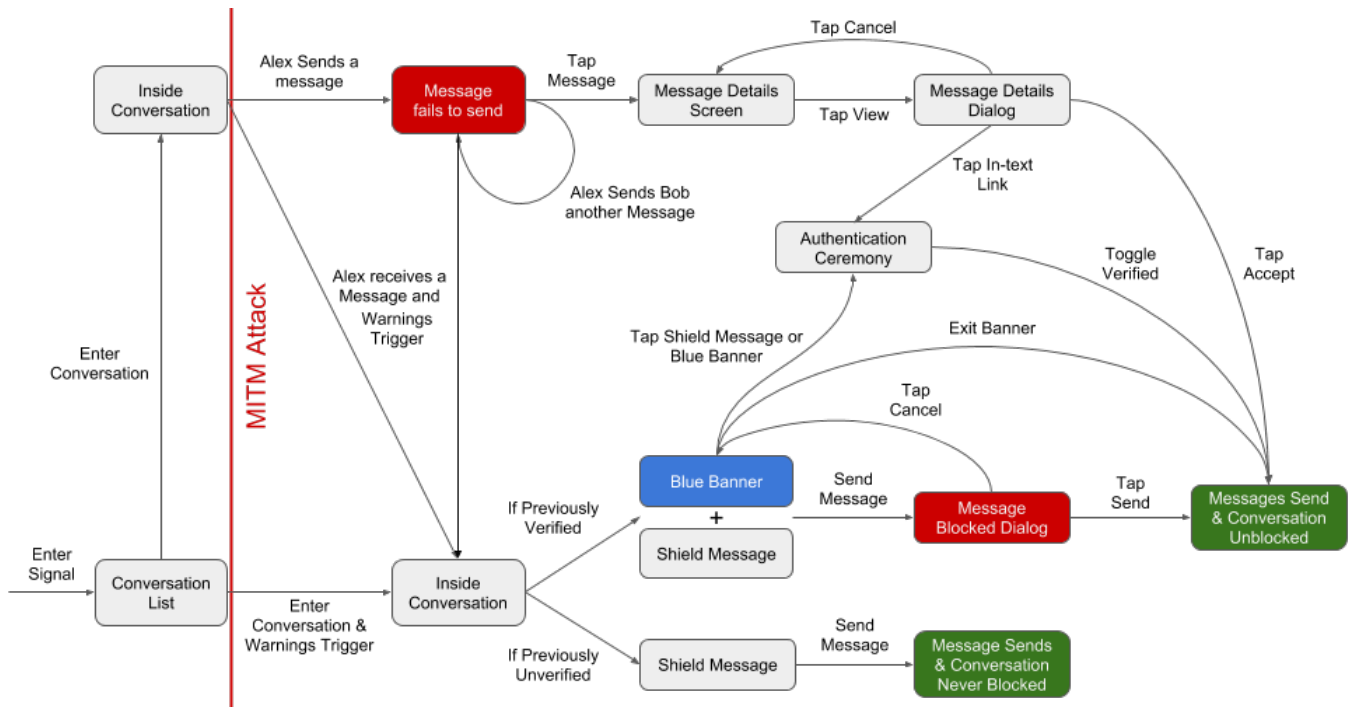 Tap Cancel
Alex Sends a
message
Tap
Message
Inside
Conversation
Message
fails to send
Message Details
Screen
Tap View
Message Details
Dialog
Tap In-text
Link
Alex Sends Bob
another Message
Authentication
Ceremony
Toggle
Verified
Tap
Accept
Alex receives a
Message and
Warnings
Trigger
MITM Attack
Enter
Conversation
Tap Shield Message or
Blue Banner
Exit Banner
Tap
Cancel
Blue Banner
+
Shield Message
Send
Message
Message
Blocked Dialog
Tap
Send
Messages Send
& Conversation
Unblocked
If Previously
Verified
Enter
Signal
Conversation
List
Enter
Conversation &
Warnings Trigger
Inside
Conversation
If Previously
Unverified
Shield Message
Send
Message
Message Sends
& Conversation
Never Blocked